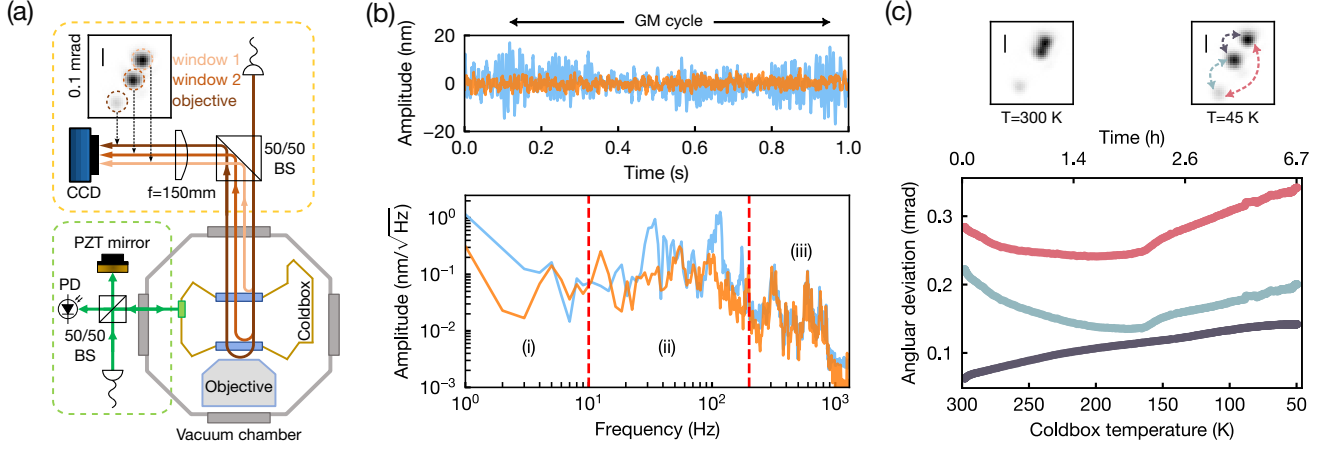 (a)
0.1 mrad
window 1
window 2
objective
50/50
BS
CCD
f=150mm
PZT mirror
PD
50/50
BS
Coldbox
Objective
Vacuum chamber
(b)
GM cycle
Amplitude (nm)
20
0
−20
0.0 0.2 0.4 0.6 0.8 1.0
Time (s)
Amplitude (nm/√Hz)
10⁰
10⁻¹
10⁻²
10⁻³
(i)
(ii)
(iii)
10⁰ 10¹ 10² 10³
Frequency (Hz)
(c)
T=300 K
T=45 K
Time (h)
0.0 1.4 2.6 6.7
Angluar deviation (mrad)
0.3
0.2
0.1
300 250 200 150 100 50
Coldbox temperature (K)